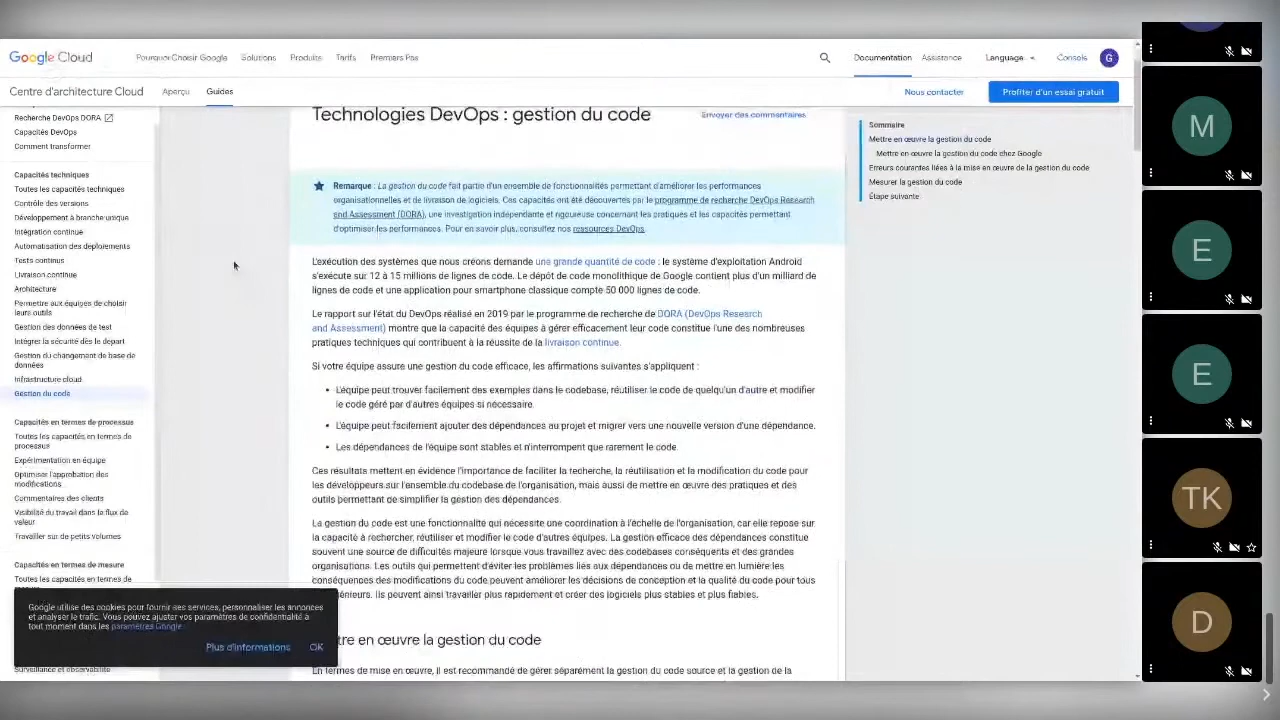 Google Cloud
Pourquoi Choisir Google
Solutions
Produits
Tarifs
Premiers Pas
Documentation
Assistance
Language
Console
G
Centre d'architecture Cloud
Aperçu
Guides
Nous contacter
Profiter d'un essai gratuit
Recherche DevOps DORA
Capacités DevOps
Comment transformer
Capacités techniques
Toutes les capacités techniques
Contrôle des versions
Développement à branche unique
Intégration continue
Automatisation des déploiements
Tests continus
Livraison continue
Architecture
Permettre aux équipes de choisir
leurs outils
Gestion des données de test
Intégrer la sécurité dès le départ
Gestion du changement de base de
données
Infrastructure cloud
Gestion du code
Capacités en termes de processus
Toutes les capacités en termes de
processus
Expérimentation en équipe
Optimiser l'approbation des
modifications
Commentaires des clients
Visibilité du travail dans le flux de
valeur
Travailler sur de petits volumes
Capacités en termes de mesure
Toutes les capacités en termes de
Surveillance et observabilité
Google utilise des cookies pour fournir ses services, personnaliser les annonces
et analyser le trafic. Vous pouvez ajuster vos paramètres de confidentialité à
tout moment dans les paramètres Google.
Plus d'informations
OK
Technologies DevOps : gestion du code
Envoyer des commentaires
Remarque : La gestion du code fait partie d'un ensemble de fonctionnalités permettant d'améliorer les performances
organisationnelles et de livraison de logiciels. Ces capacités ont été découvertes par le programme de recherche DevOps Research
and Assessment (DORA), une investigation indépendante et rigoureuse concernant les pratiques et les capacités permettant
d'optimiser les performances. Pour en savoir plus, consultez nos ressources DevOps.
L'exécution des systèmes que nous créons demande une grande quantité de code : le système d'exploitation Android
s'exécute sur 12 à 15 millions de lignes de code. Le dépôt de code monolithique de Google contient plus d'un milliard de
lignes de code et une application pour smartphone classique compte 50 000 lignes de code.
Le rapport sur l'état du DevOps réalisé en 2019 par le programme de recherche de DORA (DevOps Research
and Assessment) montre que la capacité des équipes à gérer efficacement leur code constitue l'une des nombreuses
pratiques techniques qui contribuent à la réussite de la livraison continue.
Si votre équipe assure une gestion du code efficace, les affirmations suivantes s'appliquent :
• L'équipe peut trouver facilement des exemples dans le codebase, réutiliser le code de quelqu'un d'autre et modifier
le code géré par d'autres équipes si nécessaire.
• L'équipe peut facilement ajouter des dépendances au projet et migrer vers une nouvelle version d'une dépendance.
• Les dépendances de l'équipe sont stables et n'interrompent que rarement le code.
Ces résultats mettent en évidence l'importance de faciliter la recherche, la réutilisation et la modification du code pour
les développeurs sur l'ensemble du codebase de l'organisation, mais aussi de mettre en œuvre des pratiques et des
outils permettant de simplifier la gestion des dépendances.
La gestion du code est une fonctionnalité qui nécessite une coordination à l'échelle de l'organisation, car elle repose sur
la capacité à rechercher, réutiliser et modifier le code d'autres équipes. La gestion efficace des dépendances constitue
souvent une source de difficultés majeure lorsque vous travaillez avec des codebases conséquents et des grandes
organisations. Les outils qui permettent d'éviter les problèmes liés aux dépendances ou de mettre en lumière les
conséquences des modifications du code peuvent améliorer les décisions de conception et la qualité du code pour tous
érieurs. Ils peuvent ainsi travailler plus rapidement et créer des logiciels plus stables et plus fiables.
tre en œuvre la gestion du code
En termes de mise en œuvre, il est recommandé de gérer séparément la gestion du code source et la gestion de la
Sommaire
Mettre en œuvre la gestion du code
Mettre en œuvre la gestion du code chez Google
Erreurs courantes liées à la mise en œuvre de la gestion du code
Mesurer la gestion du code
Étape suivante
M
E
E
TK
D